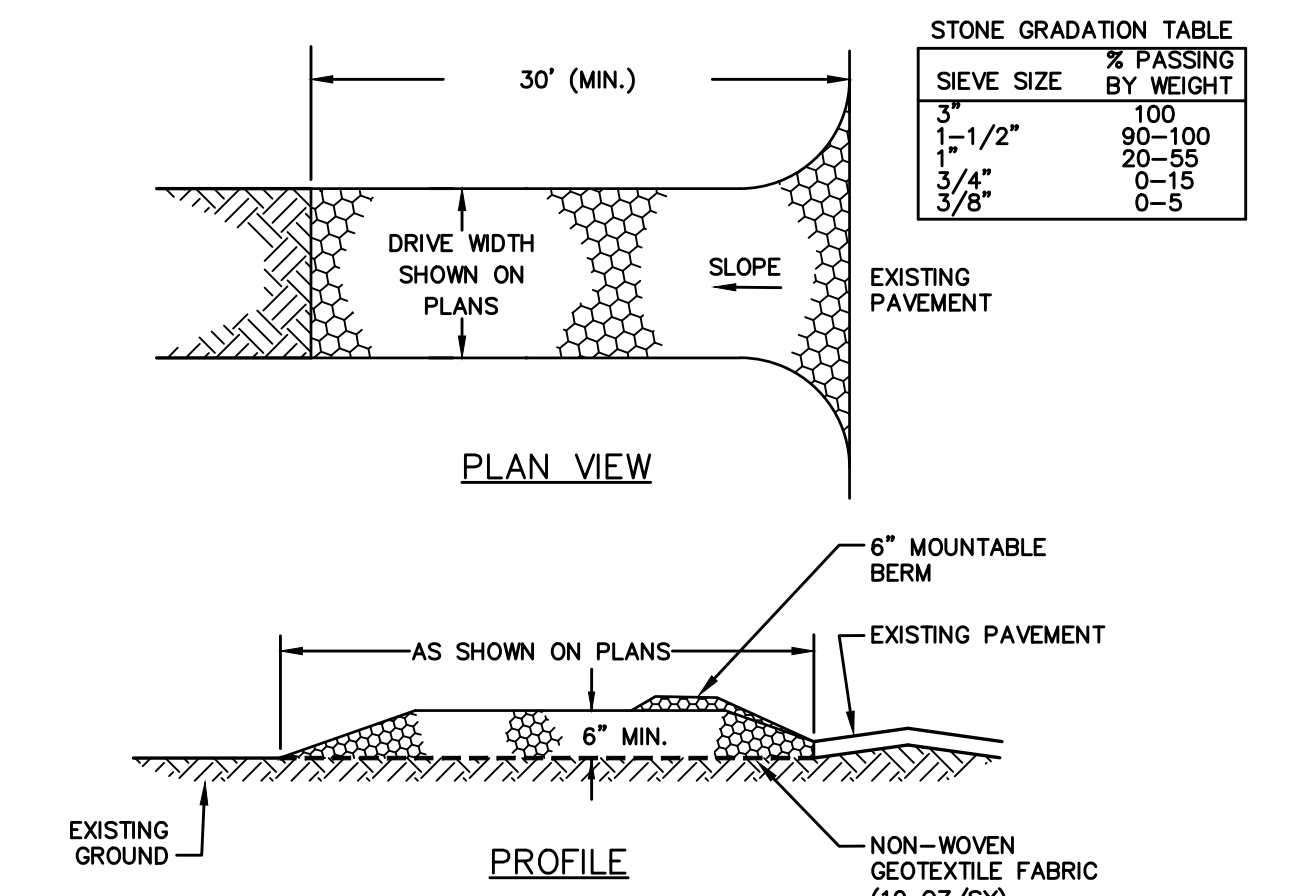 STONE GRADATION TABLE
SIEVE SIZE % PASSING
BY WEIGHT
3" 100
1-1/2" 90-100
1" 20-55
3/4" 0-15
3/8" 0-5
30' (MIN.)
DRIVE WIDTH
SHOWN ON
PLANS
SLOPE
EXISTING
PAVEMENT
PLAN VIEW
6" MOUNTABLE
BERM
EXISTING PAVEMENT
AS SHOWN ON PLANS
6" MIN.
EXISTING
GROUND
PROFILE
NON-WOVEN
GEOTEXTILE FABRIC